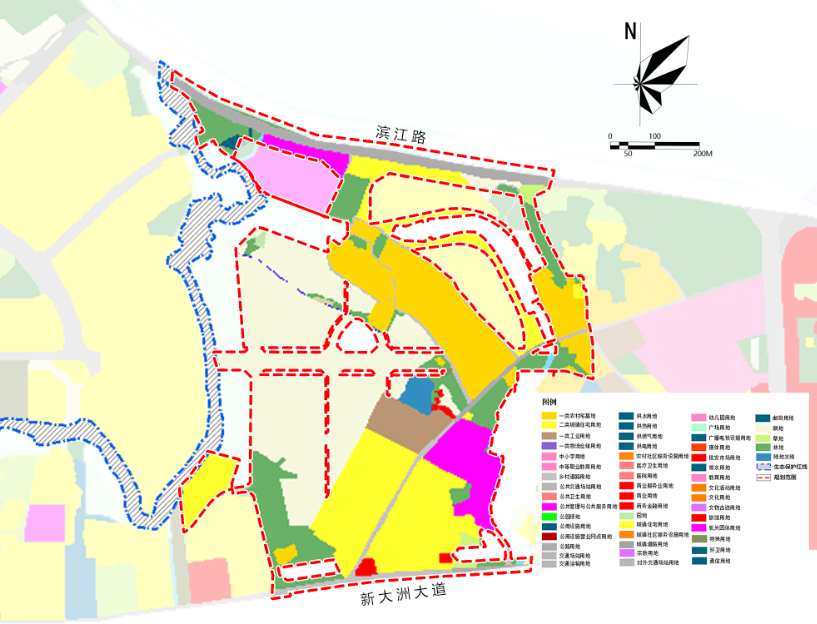 N
0 100
50 200M
滨江路
新大洲大道
图例
一类农村宅基地
二类城镇住宅用地
一类工业用地
一类物流仓储用地
中小学用地
中等职业教育用地
乡村道路用地
公共交通场站用地
公共卫生用地
公共管理与公共服务用地
公园绿地
公用设施用地
公用设施营业网点用地
公路用地
交通场站用地
交通运输用地
供水用地
供热用地
供燃气用地
供电用地
农村社区服务设施用地
医疗卫生用地
医院用地
商业服务业用地
商业用地
商务金融用地
园地
城镇住宅用地
城镇社区服务设施用地
城镇道路用地
宗教用地
对外交通场站用地
幼儿园用地
广场用地
广播电视设施用地
娱乐用地
批发市场用地
排水用地
教育用地
文化活动用地
文化用地
文物古迹用地
旅馆用地
机关团体用地
特殊用地
环卫用地
通信用地
邮政用地
耕地
草地
林地
陆地水域
生态保护红线
规划范围